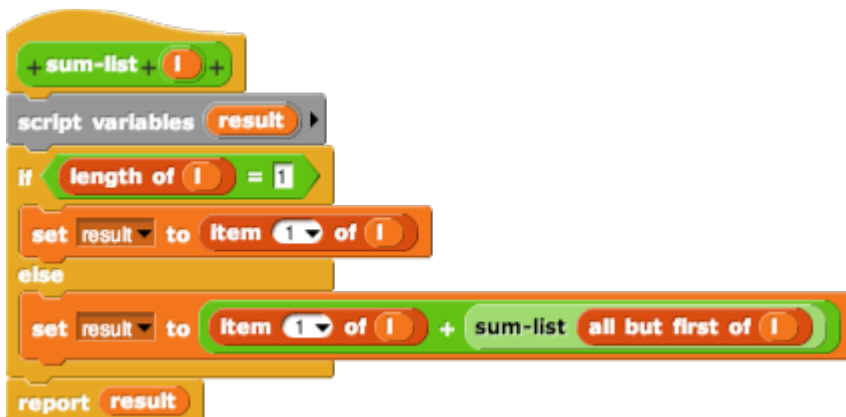 + sum-list + l +
script variables result
if length of l = 1
set result to item 1 of l
else
set result to item 1 of l + sum-list all but first of l
report result